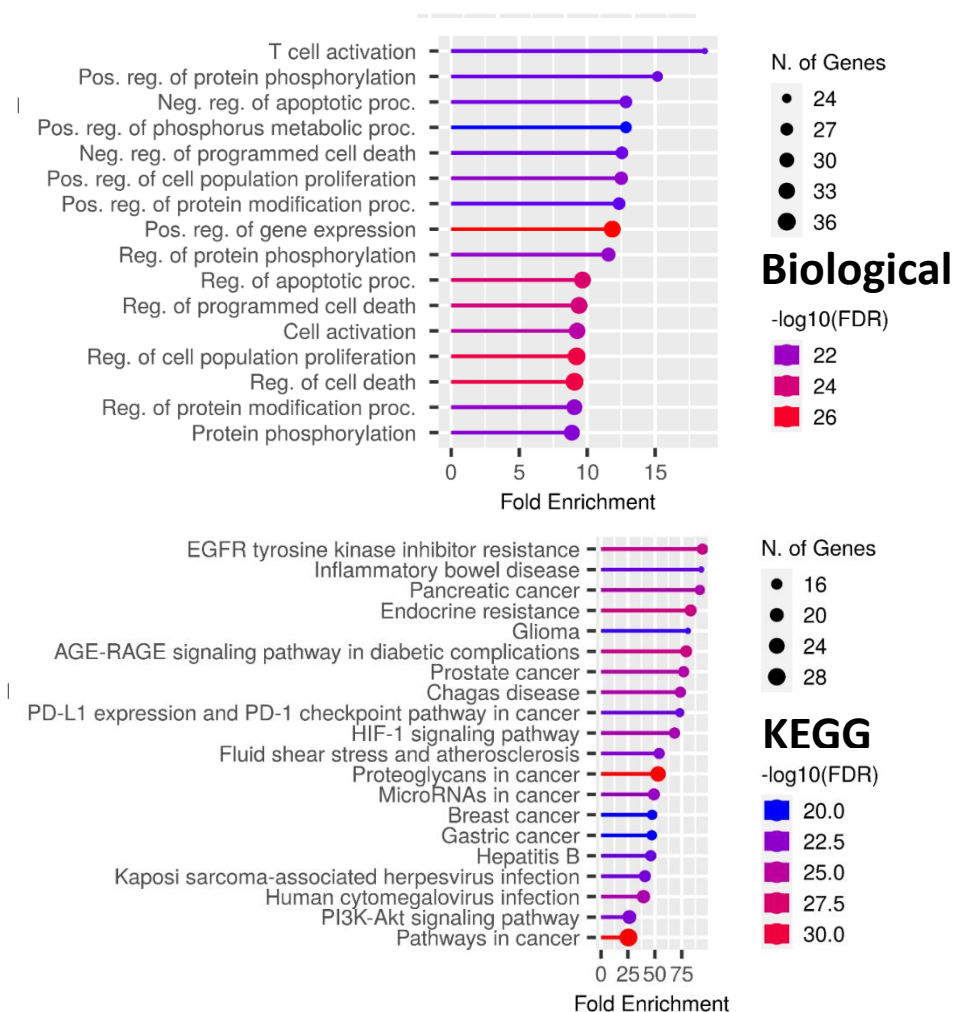 T cell activation
Pos. reg. of protein phosphorylation
Neg. reg. of apoptotic proc.
Pos. reg. of phosphorus metabolic proc.
Neg. reg. of programmed cell death
Pos. reg. of cell population proliferation
Pos. reg. of protein modification proc.
Pos. reg. of gene expression
Reg. of protein phosphorylation
Reg. of apoptotic proc.
Reg. of programmed cell death
Cell activation
Reg. of cell population proliferation
Reg. of cell death
Reg. of protein modification proc.
Protein phosphorylation
0 5 10 15
Fold Enrichment
N. of Genes
24
27
30
33
36
Biological
-log10(FDR)
22
24
26
EGFR tyrosine kinase inhibitor resistance
Inflammatory bowel disease
Pancreatic cancer
Endocrine resistance
Glioma
AGE-RAGE signaling pathway in diabetic complications
Prostate cancer
Chagas disease
PD-L1 expression and PD-1 checkpoint pathway in cancer
HIF-1 signaling pathway
Fluid shear stress and atherosclerosis
Proteoglycans in cancer
MicroRNAs in cancer
Breast cancer
Gastric cancer
Hepatitis B
Kaposi sarcoma-associated herpesvirus infection
Human cytomegalovirus infection
PI3K-Akt signaling pathway
Pathways in cancer
0 25 50 75
Fold Enrichment
N. of Genes
16
20
24
28
KEGG
-log10(FDR)
20.0
22.5
25.0
27.5
30.0